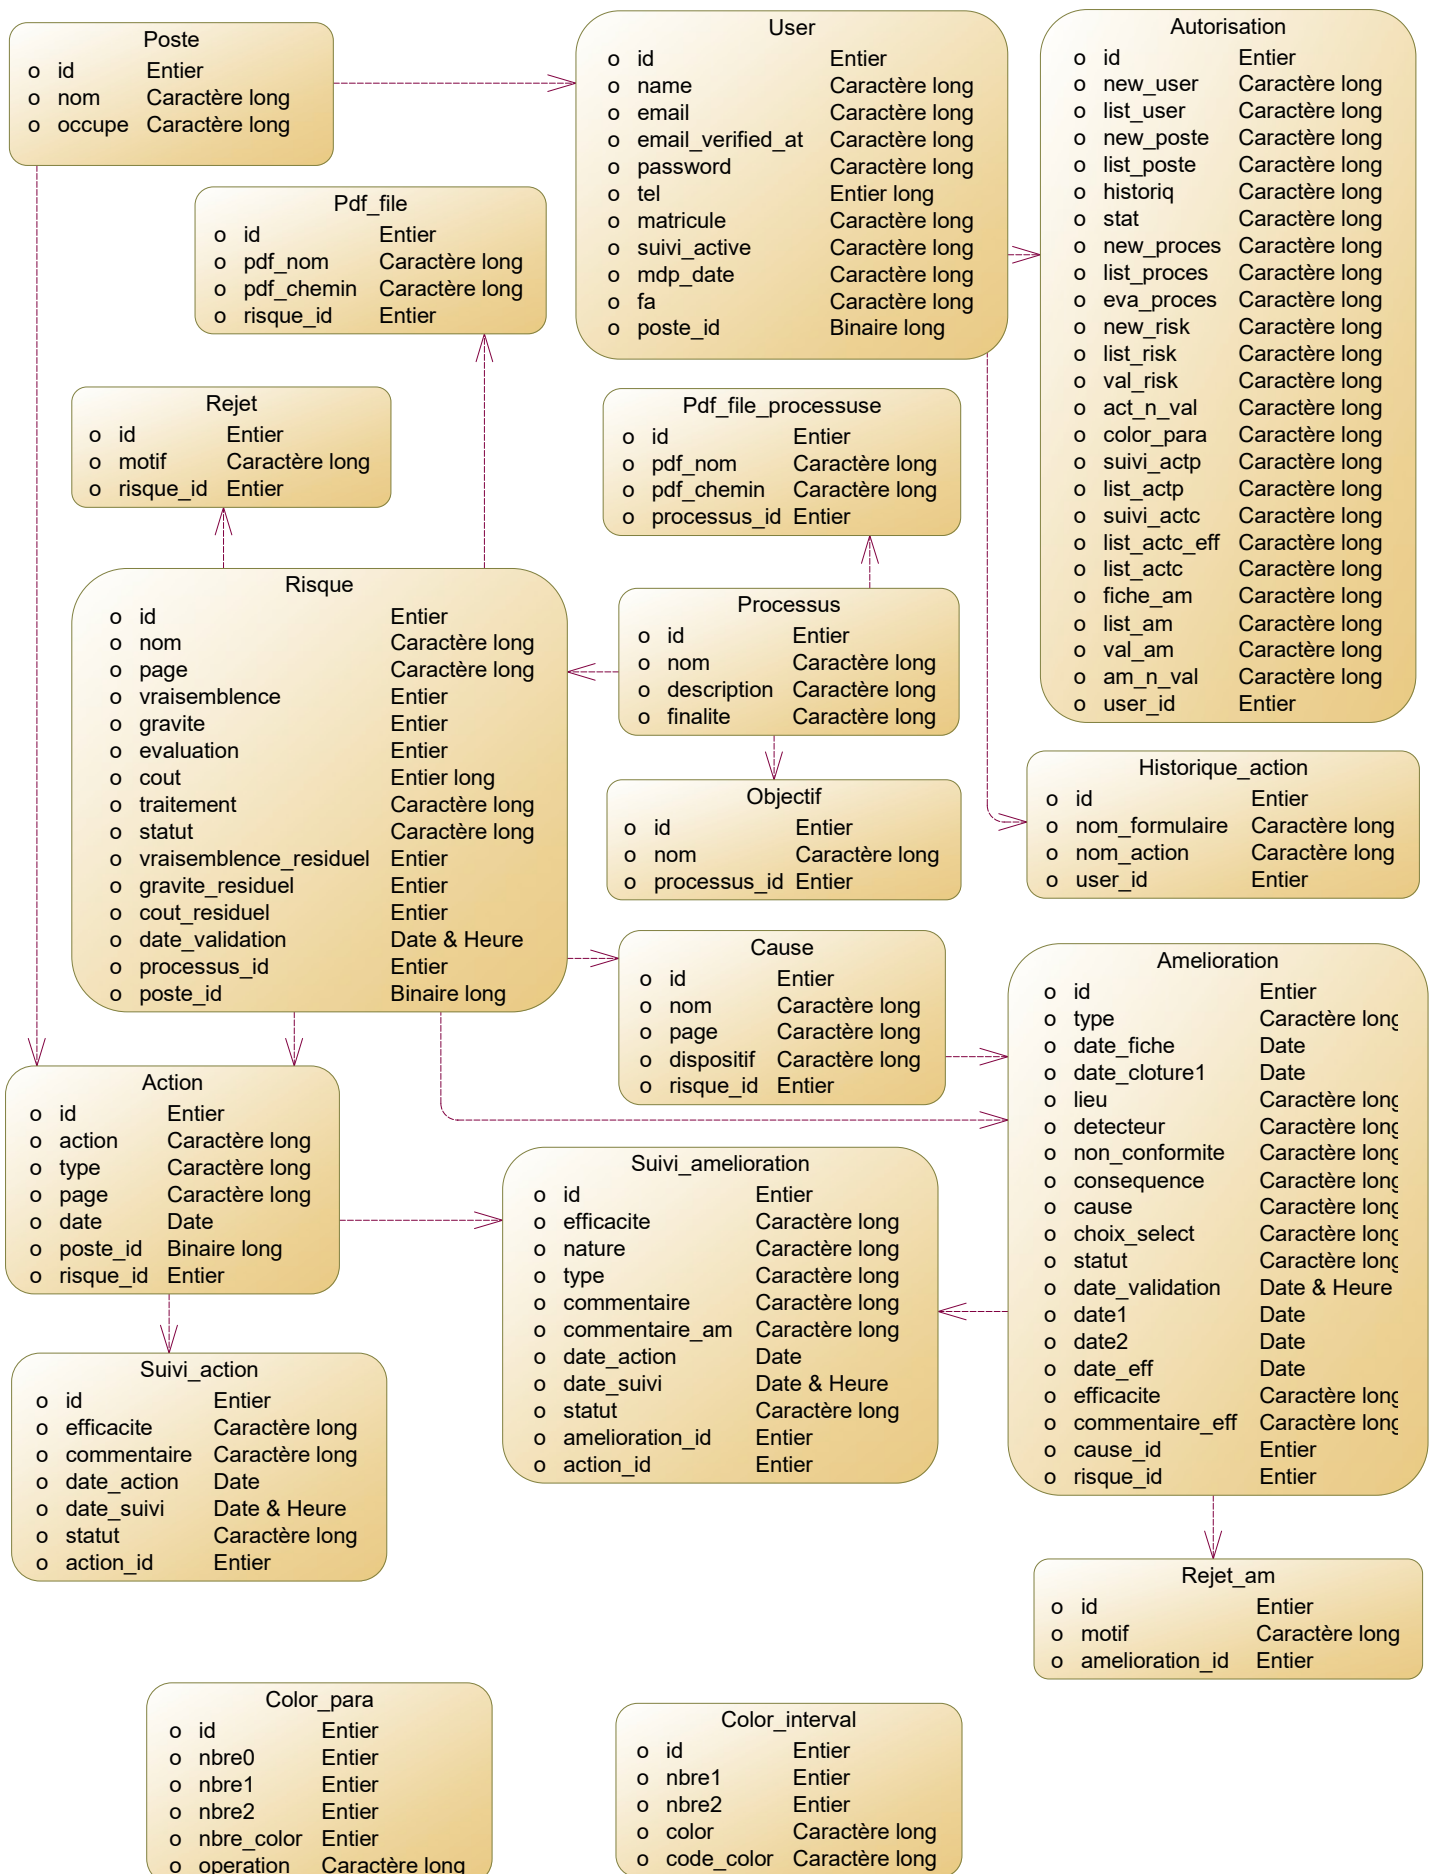 Poste
o id Entier
o nom Caractère long
o occupe Caractère long
User
o id Entier
o name Caractère long
o email Caractère long
o email_verified_at Caractère long
o password Caractère long
o tel Entier long
o matricule Caractère long
o suivi_active Caractère long
o mdp_date Caractère long
o fa Caractère long
o poste_id Binaire long
Autorisation
o id Entier
o new_user Caractère long
o list_user Caractère long
o new_poste Caractère long
o list_poste Caractère long
o historiq Caractère long
o stat Caractère long
o new_proces Caractère long
o list_proces Caractère long
o eva_proces Caractère long
o new_risk Caractère long
o list_risk Caractère long
o val_risk Caractère long
o act_n_val Caractère long
o color_para Caractère long
o suivi_actp Caractère long
o list_actp Caractère long
o suivi_actc Caractère long
o list_actc_eff Caractère long
o list_actc Caractère long
o fiche_am Caractère long
o list_am Caractère long
o val_am Caractère long
o am_n_val Caractère long
o user_id Entier
Pdf_file
o id Entier
o pdf_nom Caractère long
o pdf_chemin Caractère long
o risque_id Entier
Rejet
o id Entier
o motif Caractère long
o risque_id Entier
Pdf_file_processuse
o id Entier
o pdf_nom Caractère long
o pdf_chemin Caractère long
o processus_id Entier
Risque
o id Entier
o nom Caractère long
o page Caractère long
o vraisemblence Entier
o gravite Entier
o evaluation Entier
o cout Entier long
o traitement Caractère long
o statut Caractère long
o vraisemblence_residuel Entier
o gravite_residuel Entier
o cout_residuel Entier
o date_validation Date & Heure
o processus_id Entier
o poste_id Binaire long
Processus
o id Entier
o nom Caractère long
o description Caractère long
o finalite Caractère long
Objectif
o id Entier
o nom Caractère long
o processus_id Entier
Historique_action
o id Entier
o nom_formulaire Caractère long
o nom_action Caractère long
o user_id Entier
Cause
o id Entier
o nom Caractère long
o page Caractère long
o dispositif Caractère long
o risque_id Entier
Amelioration
o id Entier
o type Caractère long
o date_fiche Date
o date_cloture1 Date
o lieu Caractère long
o detecteur Caractère long
o non_conformite Caractère long
o consequence Caractère long
o cause Caractère long
o choix_select Caractère long
o statut Caractère long
o date_validation Date & Heure
o date1 Date
o date2 Date
o date_eff Date
o efficacite Caractère long
o commentaire_eff Caractère long
o cause_id Entier
o risque_id Entier
Action
o id Entier
o action Caractère long
o type Caractère long
o page Caractère long
o date Date
o poste_id Binaire long
o risque_id Entier
Suivi_amelioration
o id Entier
o efficacite Caractère long
o nature Caractère long
o type Caractère long
o commentaire Caractère long
o commentaire_am Caractère long
o date_action Date
o date_suivi Date & Heure
o statut Caractère long
o amelioration_id Entier
o action_id Entier
Suivi_action
o id Entier
o efficacite Caractère long
o commentaire Caractère long
o date_action Date
o date_suivi Date & Heure
o statut Caractère long
o action_id Entier
Rejet_am
o id Entier
o motif Caractère long
o amelioration_id Entier
Color_para
o id Entier
o nbre0 Entier
o nbre1 Entier
o nbre2 Entier
o nbre_color Entier
o operation Caractère long
Color_interval
o id Entier
o nbre1 Entier
o nbre2 Entier
o color Caractère long
o code_color Caractère long